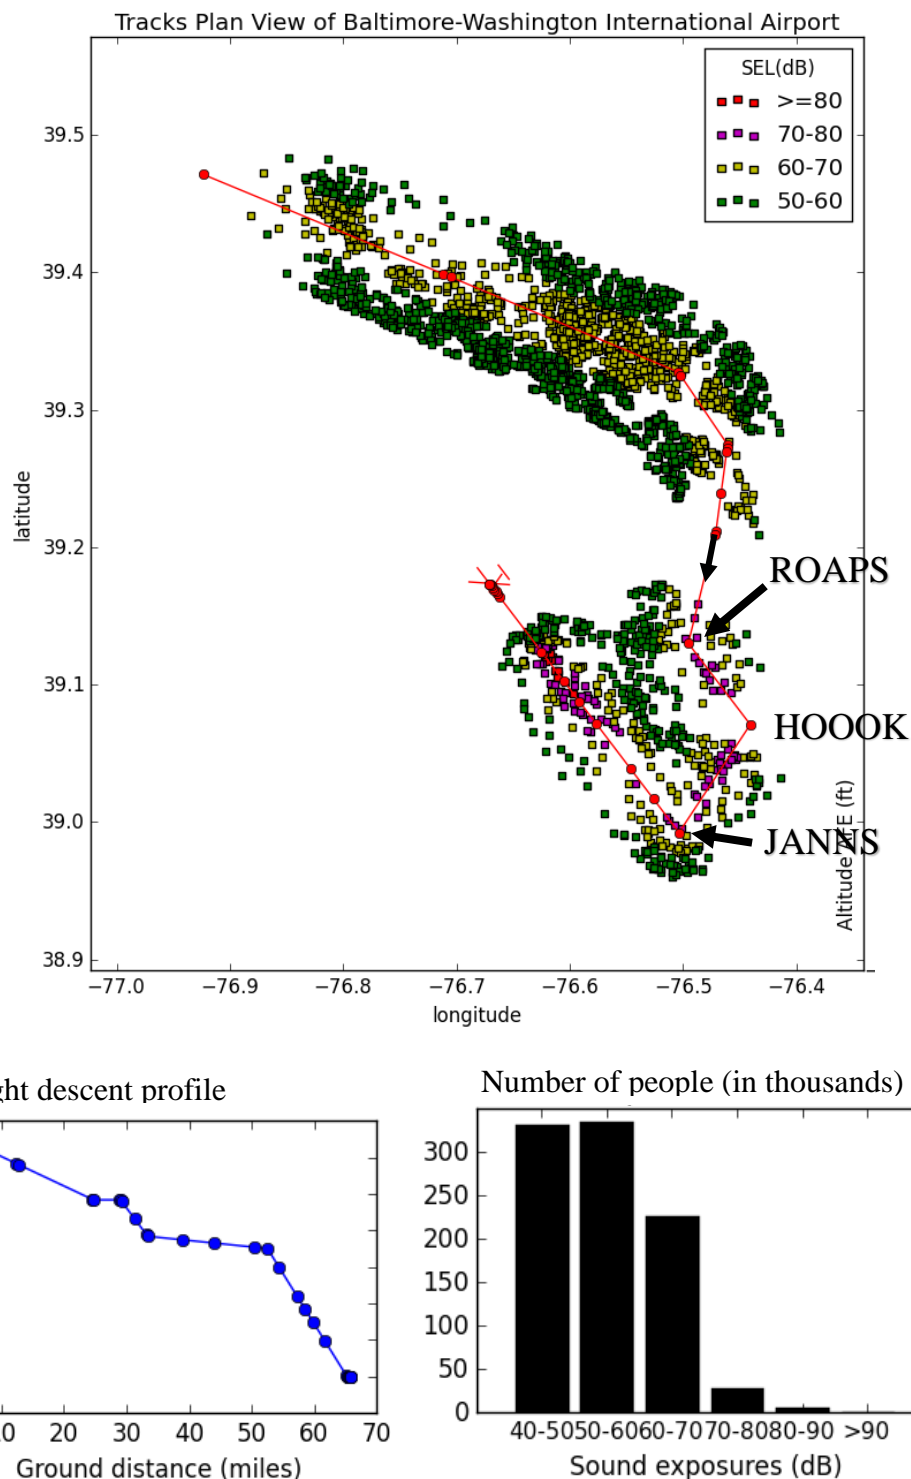 Tracks Plan View of Baltimore-Washington International Airport
SEL(dB)
>=80
70-80
60-70
50-60
39.5
39.4
39.3
39.2
39.1
39.0
38.9
latitude
ROAPS
HOOOK
JANNS
Altitude AFE (ft)
−77.0 −76.9 −76.8 −76.7 −76.6 −76.5 −76.4
longitude
ght descent profile
20 30 40 50 60 70
Ground distance (miles)
Number of people (in thousands)
300
250
200
150
100
50
0
40-50 50-60 60-70 70-80 80-90 >90
Sound exposures (dB)